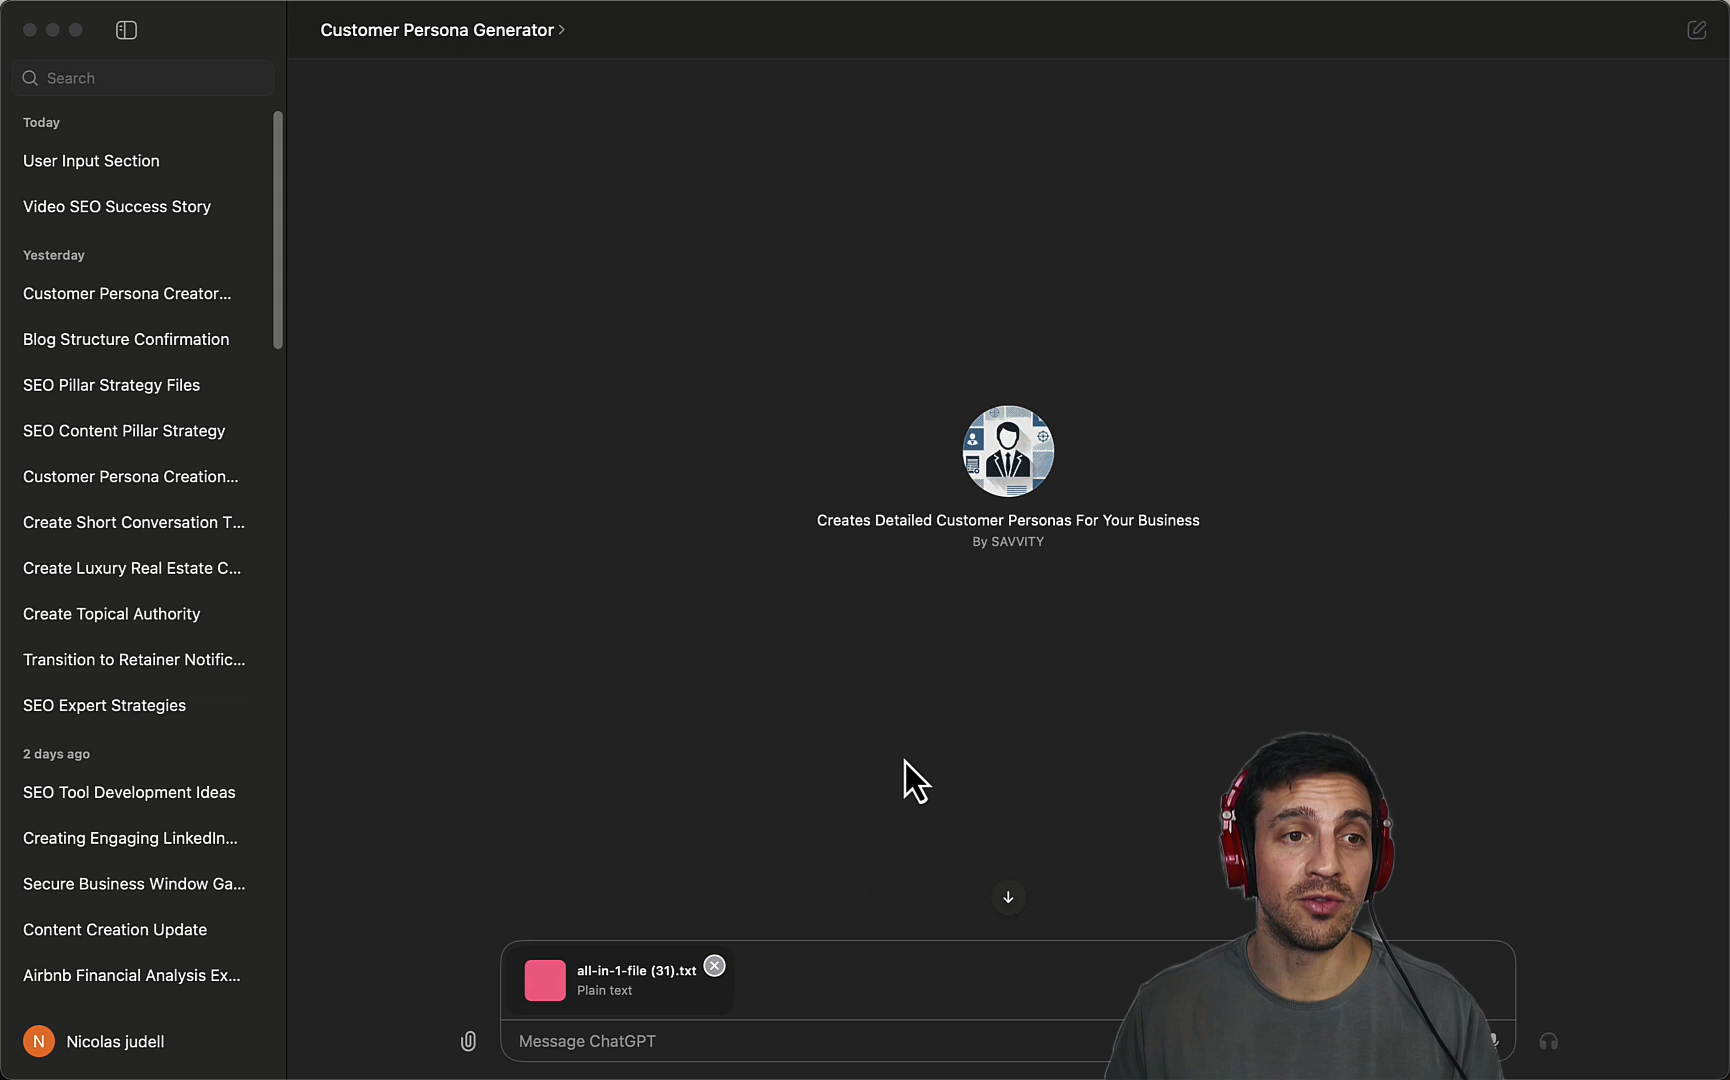 Customer Persona Generator
Search
Today
User Input Section
Video SEO Success Story
Yesterday
Customer Persona Creator...
Blog Structure Confirmation
SEO Pillar Strategy Files
SEO Content Pillar Strategy
Customer Persona Creation...
Create Short Conversation T...
Create Luxury Real Estate C...
Create Topical Authority
Transition to Retainer Notific...
SEO Expert Strategies
2 days ago
SEO Tool Development Ideas
Creating Engaging LinkedIn...
Secure Business Window Ga...
Content Creation Update
Airbnb Financial Analysis Ex...
N
Nicolas judell
Creates Detailed Customer Personas For Your Business
By SAVVITY
all-in-1-file (31).txt
Plain text
Message ChatGPT